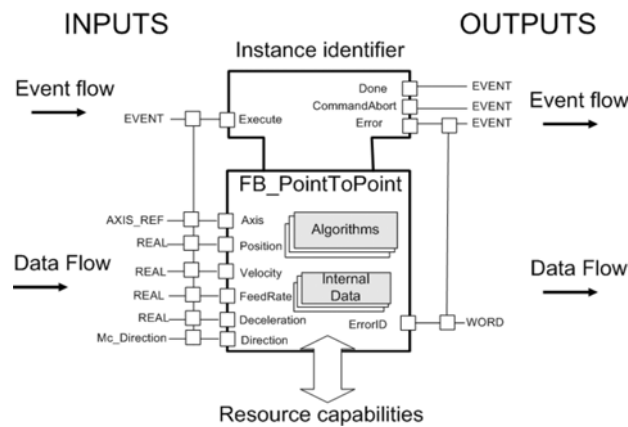 INPUTS
OUTPUTS
Instance identifier
Event flow
Done
EVENT
CommandAbort
EVENT
Event flow
EVENT
Execute
Error
EVENT
FB_PointToPoint
AXIS_REF
Axis
Algorithms
REAL
Position
Data Flow
REAL
Velocity
Internal
Data
Data Flow
REAL
FeedRate
REAL
Deceleration
ErrorID
WORD
Mc_Direction
Direction
Resource capabilities